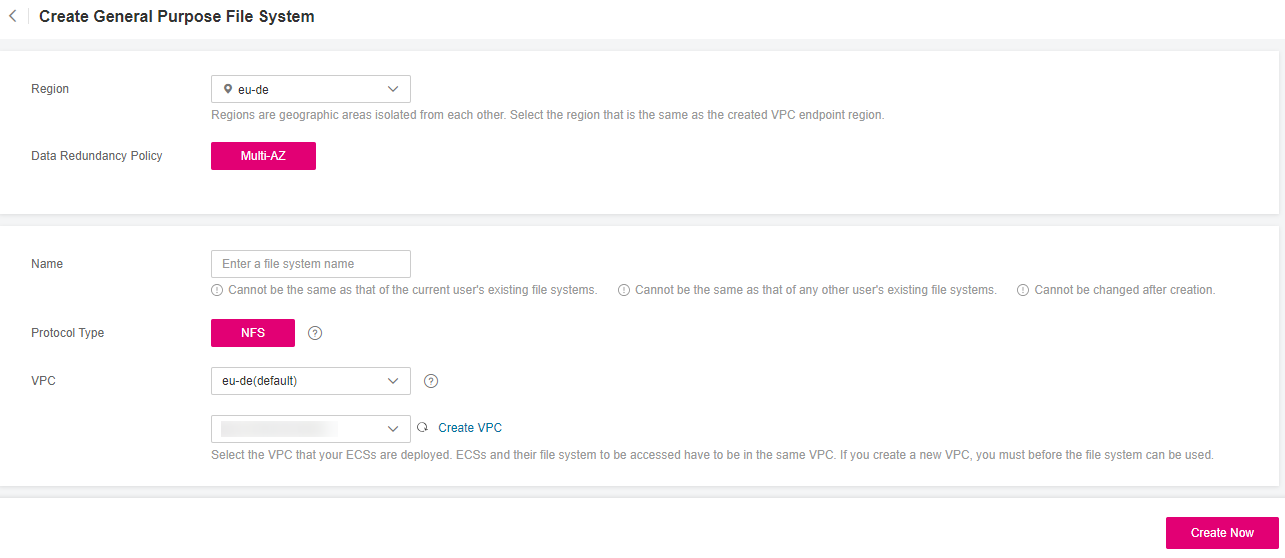 Create General Purpose File System
Region
eu-de
Regions are geographic areas isolated from each other. Select the region that is the same as the created VPC endpoint region.
Data Redundancy Policy
Multi-AZ
Name
Enter a file system name
Cannot be the same as that of the current user's existing file systems.
Cannot be the same as that of any other user's existing file systems.
Cannot be changed after creation.
Protocol Type
NFS
VPC
eu-de(default)
Create VPC
Select the VPC that your ECSs are deployed. ECSs and their file system to be accessed have to be in the same VPC. If you create a new VPC, you must before the file system can be used.
Create Now